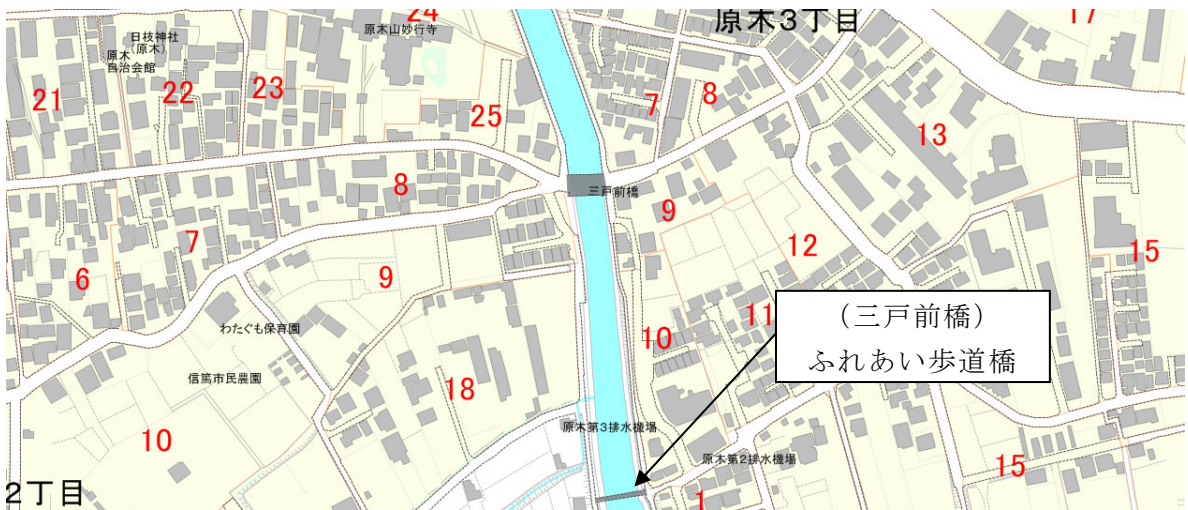 24
原木3丁目
17
日枝神社
(原木)
原木
自治会館
原木山妙行寺
21
22
23
25
7
8
13
8
三戸前橋
9
12
15
7
6
9
わたぐも保育園
信篤市民農園
10
11
(三戸前橋)
ふれあい歩道橋
18
10
原木第3排水機場
原木第2排水機場
15
2丁目
1